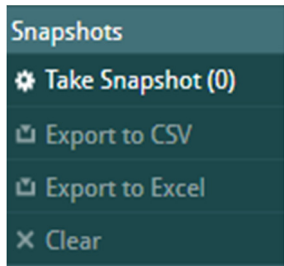 Snapshots
Take Snapshot (0)
Export to CSV
Export to Excel
Clear